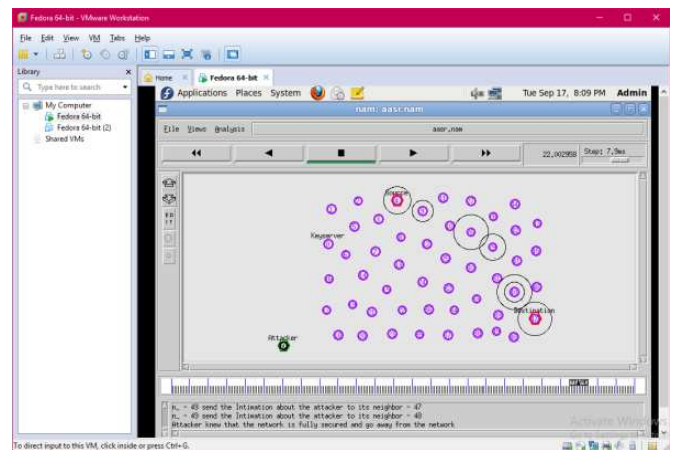 Fedora 64-bit - VMware Workstation
File Edit View VM Tabs Help
Library
Type here to search
My Computer
Fedora 64-bit
Fedora 64-bit (2)
Shared VMs
Home
Fedora 64-bit
Applications Places System
Tue Sep 17, 8:09 PM Admin
nam: aasr.nam
File Views Analysis
aasr.nam
22.002958 Step: 7.9ms
Source
Keyserver
Destination
Attacker
n_ - 49 send the Intimation about the attacker to its neighbor - 47
n_ - 49 send the Intimation about the attacker to its neighbor - 48
Attacker knew that the network is fully secured and go away from the network
Activate Windows
To direct input to this VM, click inside or press Ctrl+G.